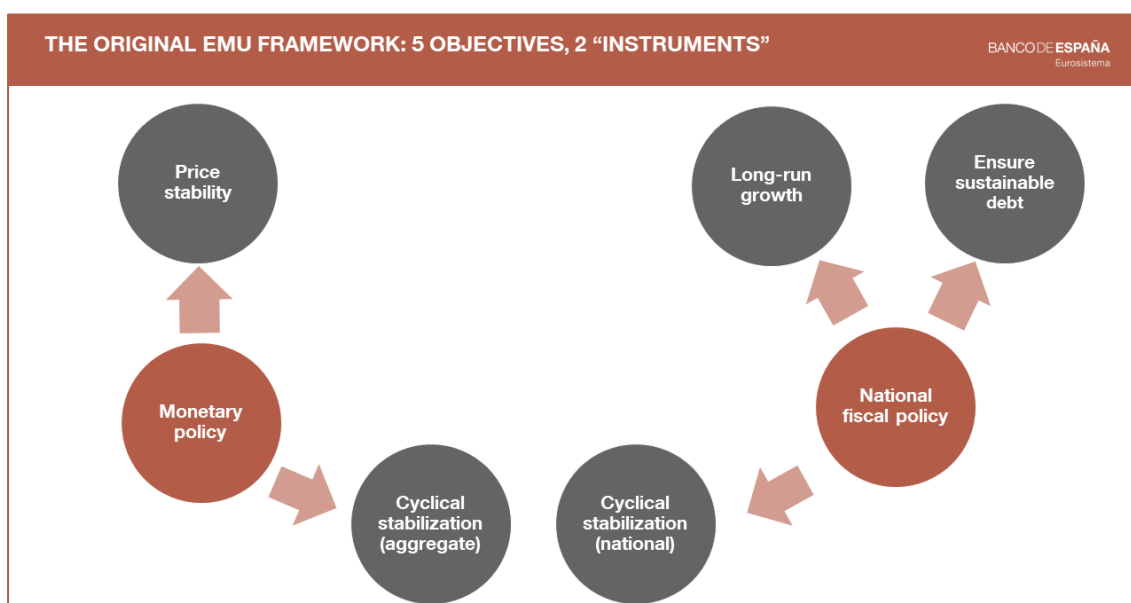 THE ORIGINAL EMU FRAMEWORK: 5 OBJECTIVES, 2 “INSTRUMENTS”
BANCO DE ESPAÑA
Eurosistema
Price
stability
Long-run
growth
Ensure
sustainable
debt
Monetary
policy
National
fiscal policy
Cyclical
stabilization
(aggregate)
Cyclical
stabilization
(national)